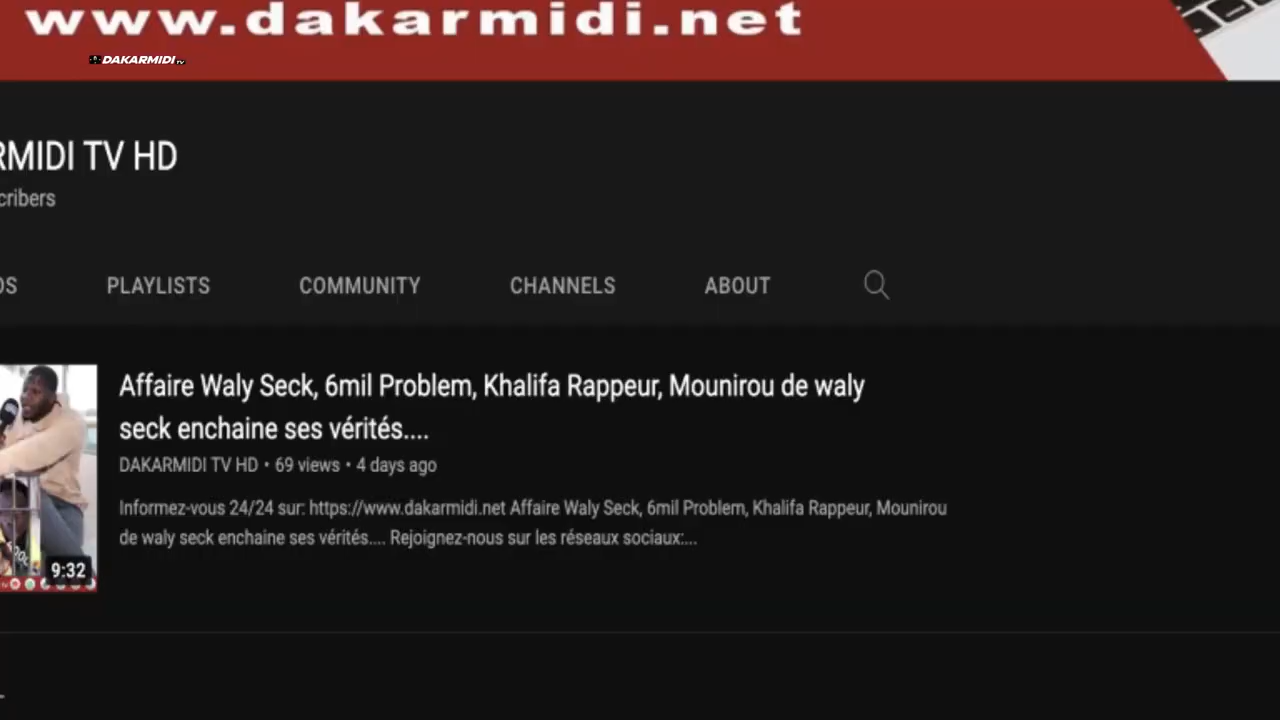 www.dakarmidi.net
DAKARMIDI TV
RMIDI TV HD
cribers
OS PLAYLISTS COMMUNITY CHANNELS ABOUT
Affaire Waly Seck, 6mil Problem, Khalifa Rappeur, Mounirou de waly
seck enchaine ses vérités....
DAKARMIDI TV HD • 69 views • 4 days ago
Informez-vous 24/24 sur: https://www.dakarmidi.net Affaire Waly Seck, 6mil Problem, Khalifa Rappeur, Mounirou
de waly seck enchaine ses vérités.... Rejoignez-nous sur les réseaux sociaux:...
9:32